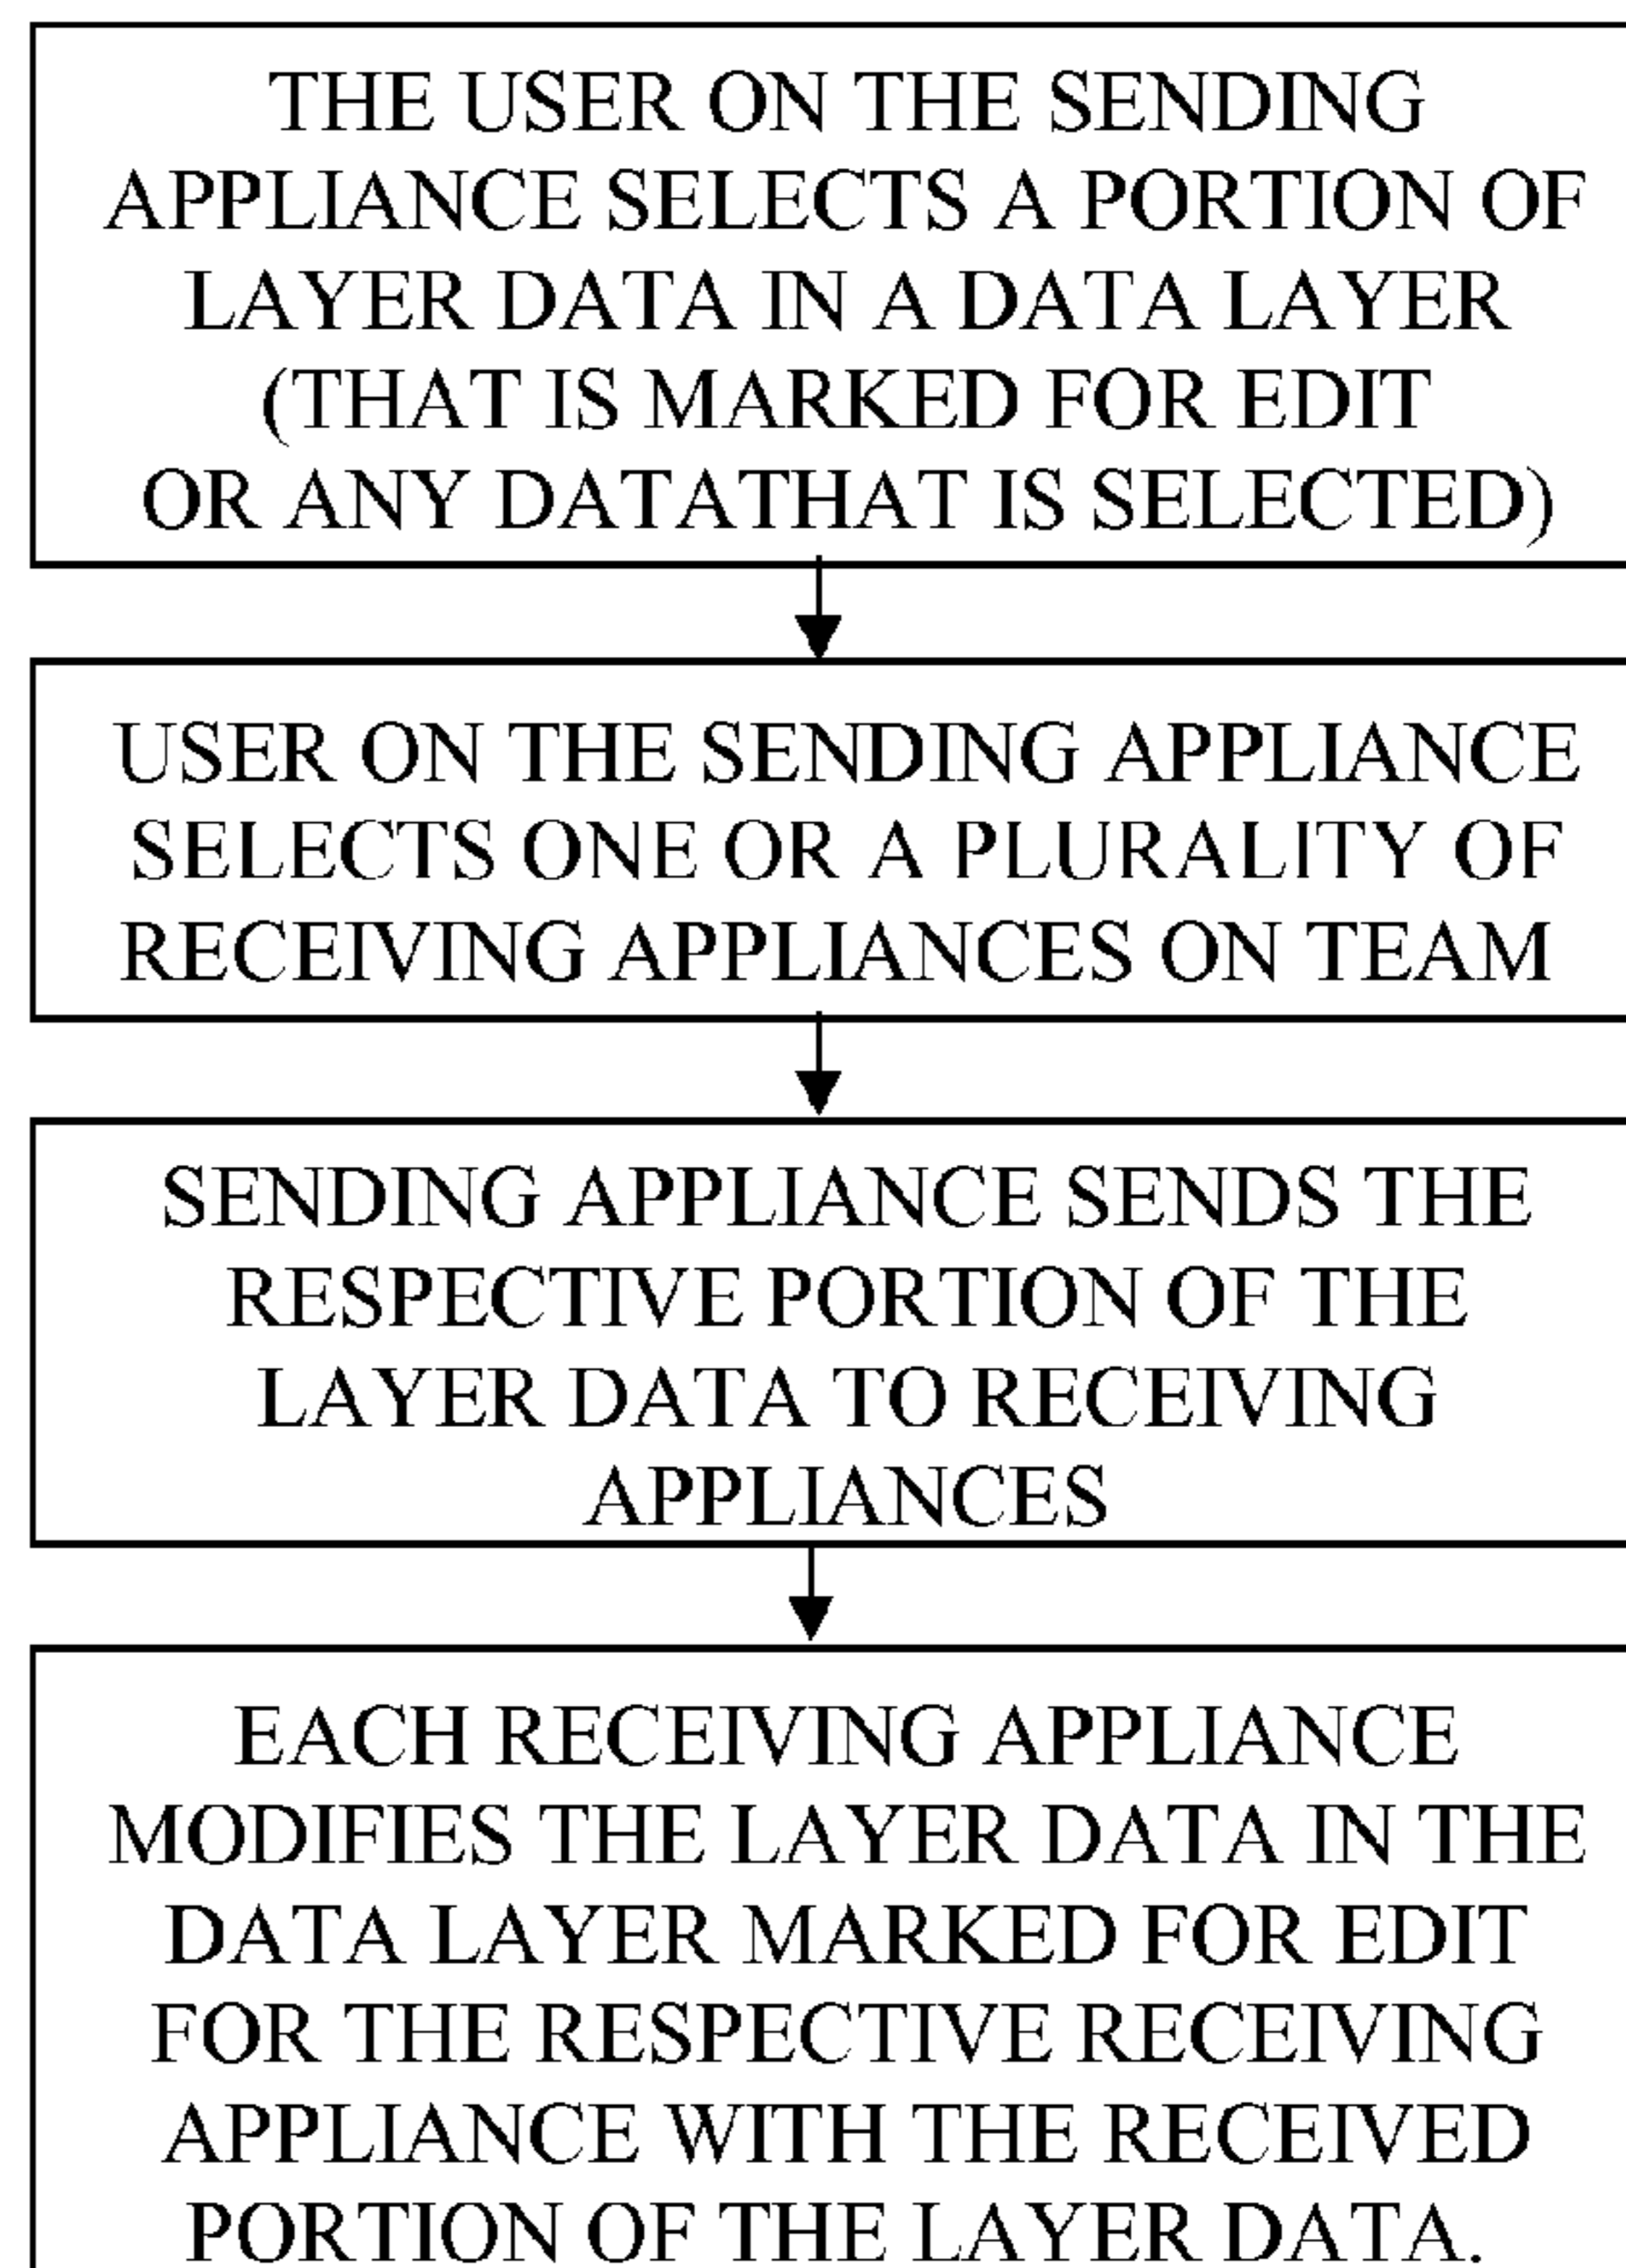 THE USER ON THE SENDING
APPLIANCE SELECTS A PORTION OF
LAYER DATA IN A DATA LAYER
(THAT IS MARKED FOR EDIT
OR ANY DATATHAT IS SELECTED)
USER ON THE SENDING APPLIANCE
SELECTS ONE OR A PLURALITY OF
RECEIVING APPLIANCES ON TEAM
SENDING APPLIANCE SENDS THE
RESPECTIVE PORTION OF THE
LAYER DATA TO RECEIVING
APPLIANCES
EACH RECEIVING APPLIANCE
MODIFIES THE LAYER DATA IN THE
DATA LAYER MARKED FOR EDIT
FOR THE RESPECTIVE RECEIVING
APPLIANCE WITH THE RECEIVED
PORTION OF THE LAYER DATA.